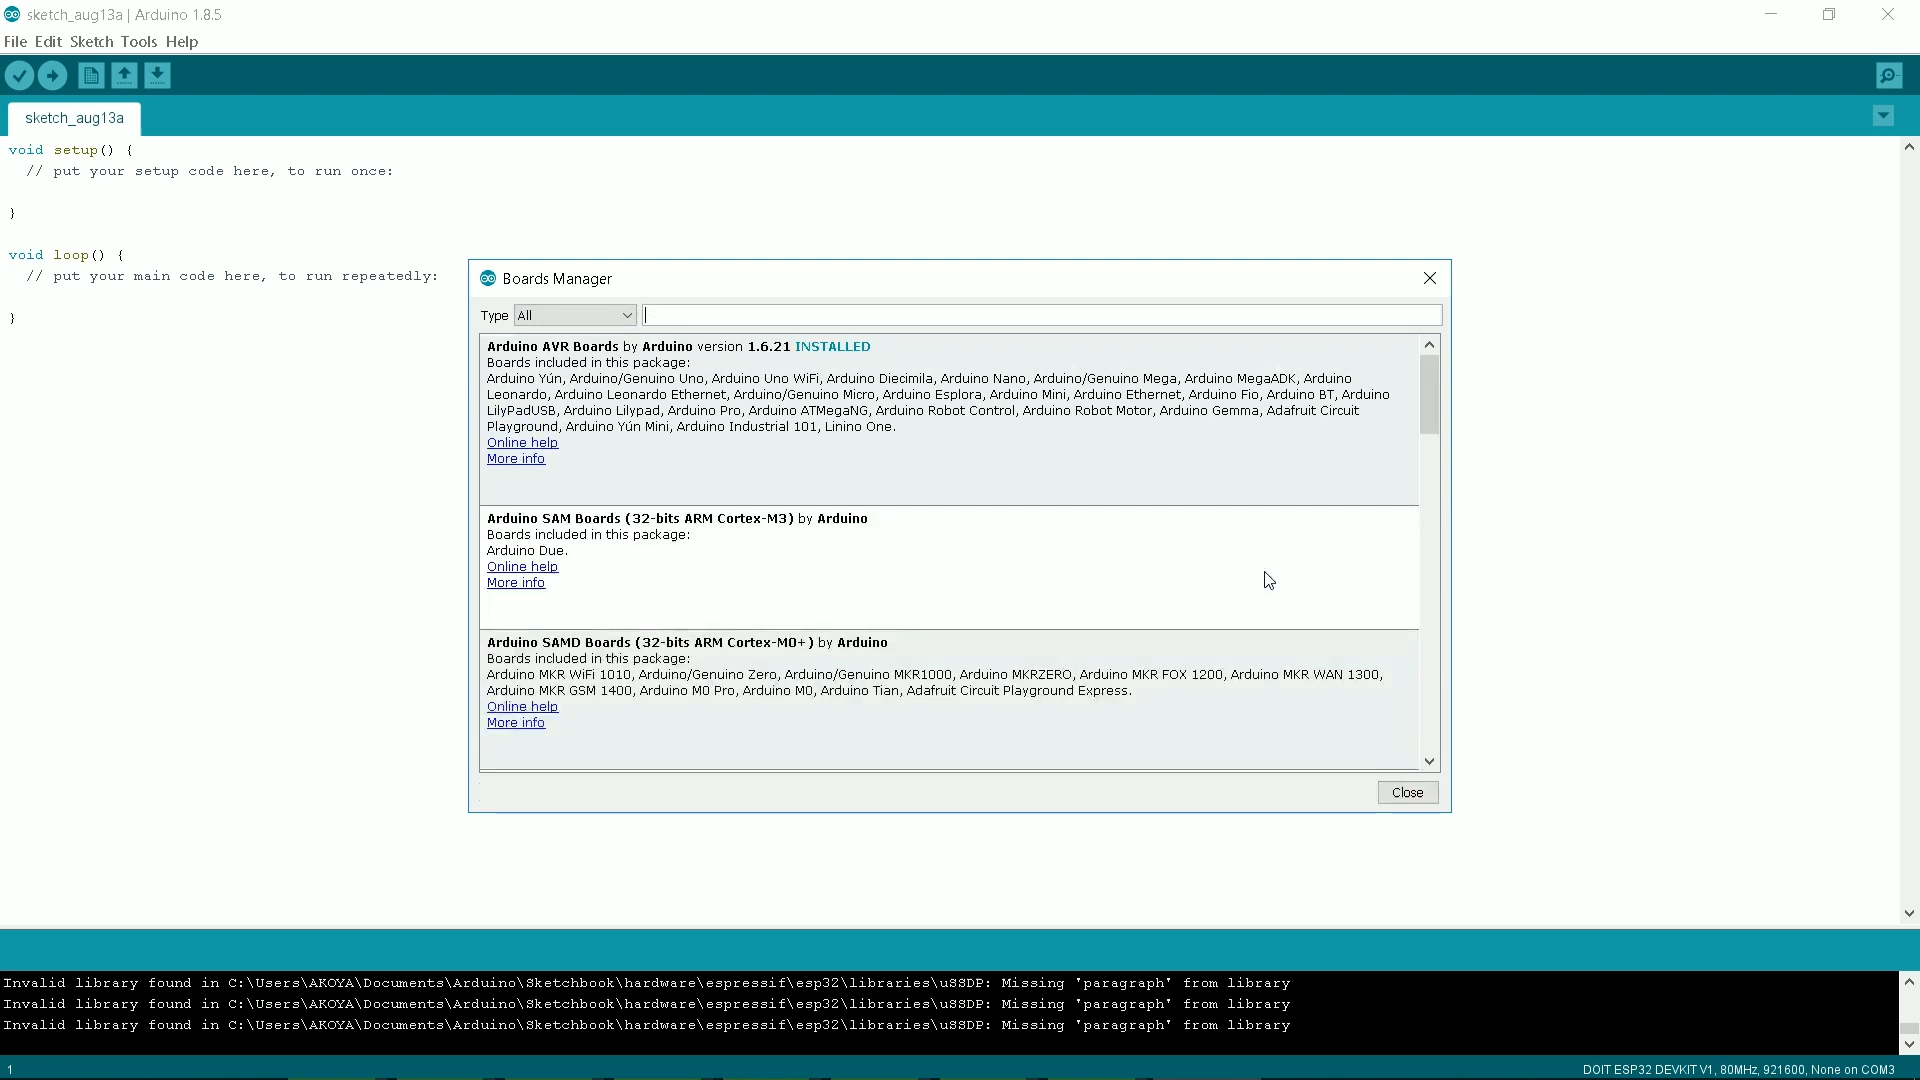 sketch_aug13a | Arduino 1.8.5
File Edit Sketch Tools Help
sketch_aug13a
void setup() {
// put your setup code here, to run once:
}
void loop() {
// put your main code here, to run repeatedly:
}
Boards Manager
Type All
Arduino AVR Boards by Arduino version 1.6.21 INSTALLED
Boards included in this package:
Arduino Yún, Arduino/Genuino Uno, Arduino Uno WiFi, Arduino Diecimila, Arduino Nano, Arduino/Genuino Mega, Arduino MegaADK, Arduino
Leonardo, Arduino Leonardo Ethernet, Arduino/Genuino Micro, Arduino Esplora, Arduino Mini, Arduino Ethernet, Arduino Fio, Arduino BT, Arduino
LilyPadUSB, Arduino Lilypad, Arduino Pro, Arduino ATMegaNG, Arduino Robot Control, Arduino Robot Motor, Arduino Gemma, Adafruit Circuit
Playground, Arduino Yún Mini, Arduino Industrial 101, Linino One.
Online help
More info
Arduino SAM Boards (32-bits ARM Cortex-M3) by Arduino
Boards included in this package:
Arduino Due.
Online help
More info
Arduino SAMD Boards (32-bits ARM Cortex-M0+) by Arduino
Boards included in this package:
Arduino MKR WiFi 1010, Arduino/Genuino Zero, Arduino/Genuino MKR1000, Arduino MKRZERO, Arduino MKR FOX 1200, Arduino MKR WAN 1300,
Arduino MKR GSM 1400, Arduino M0 Pro, Arduino M0, Arduino Tian, Adafruit Circuit Playground Express.
Online help
More info
Close
Invalid library found in C:\Users\AKOYA\Documents\Arduino\Sketchbook\hardware\espressif\esp32\libraries\uSSDP: Missing 'paragraph' from library
Invalid library found in C:\Users\AKOYA\Documents\Arduino\Sketchbook\hardware\espressif\esp32\libraries\uSSDP: Missing 'paragraph' from library
Invalid library found in C:\Users\AKOYA\Documents\Arduino\Sketchbook\hardware\espressif\esp32\libraries\uSSDP: Missing 'paragraph' from library
1
DOIT ESP32 DEVKIT V1, 80MHz, 921600, None on COM3